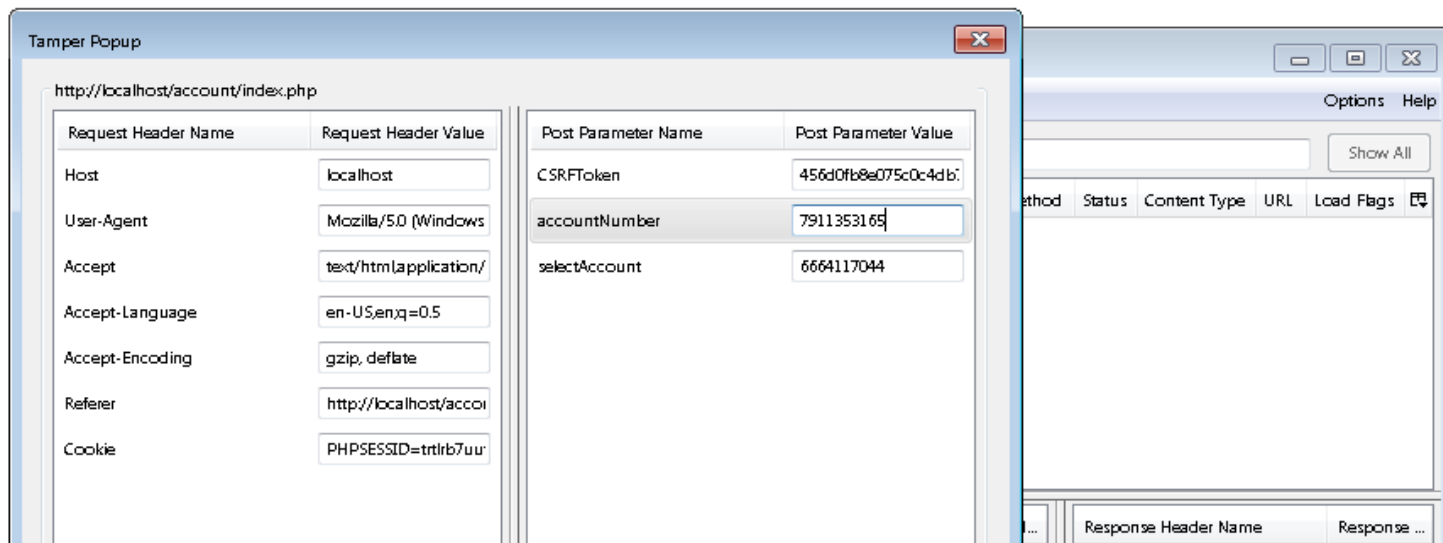 Tamper Popup
http://localhost/account/index.php
Options Help
Request Header Name Request Header Value Post Parameter Name Post Parameter Value
Show All
Host localhost CSRFToken 456d0fb8e075c0c4db
User-Agent Mozilla/5.0 (Windows accountNumber 7911353165 ethod Status Content Type URL Load Flags
Accept text/html,application/ selectAccount 6664117044
Accept-Language en-US,en;q=0.5
Accept-Encoding gzip, deflate
Referer http://localhost/accou
Cookie PHPSESSID=trtlrb7uu
Response Header Name Response ...